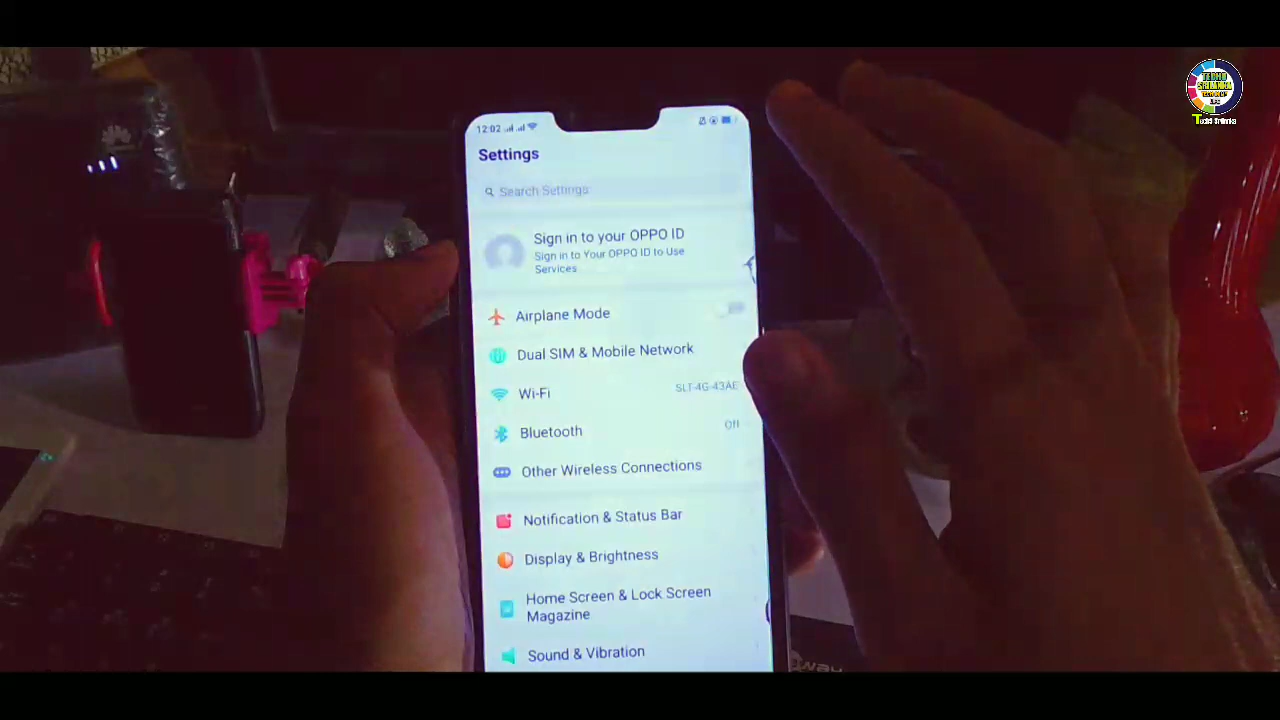 12:02
Settings
Search Settings
Sign in to your OPPO ID
Sign in to Your OPPO ID to Use
Services
Airplane Mode
Dual SIM & Mobile Network
Wi-Fi
SLT-4G-43AE
Bluetooth
Off
Other Wireless Connections
Notification & Status Bar
Display & Brightness
Home Screen & Lock Screen
Magazine
Sound & Vibration